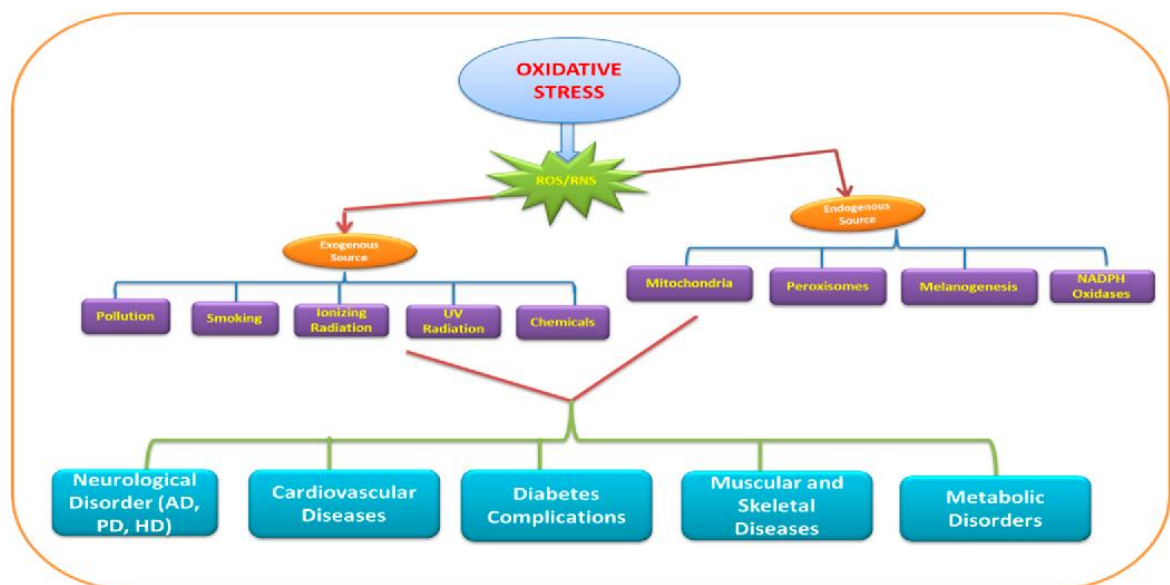 OXIDATIVE
STRESS
ROS/RNS
Exogenous
Source
Endogenous
Source
Pollution
Smoking
Ionizing
Radiation
UV
Radiation
Chemicals
Mitochondria
Peroxisomes
Melanogenesis
NADPH
Oxidases
Neurological
Disorder (AD,
PD, HD)
Cardiovascular
Diseases
Diabetes
Complications
Muscular and
Skeletal
Diseases
Metabolic
Disorders